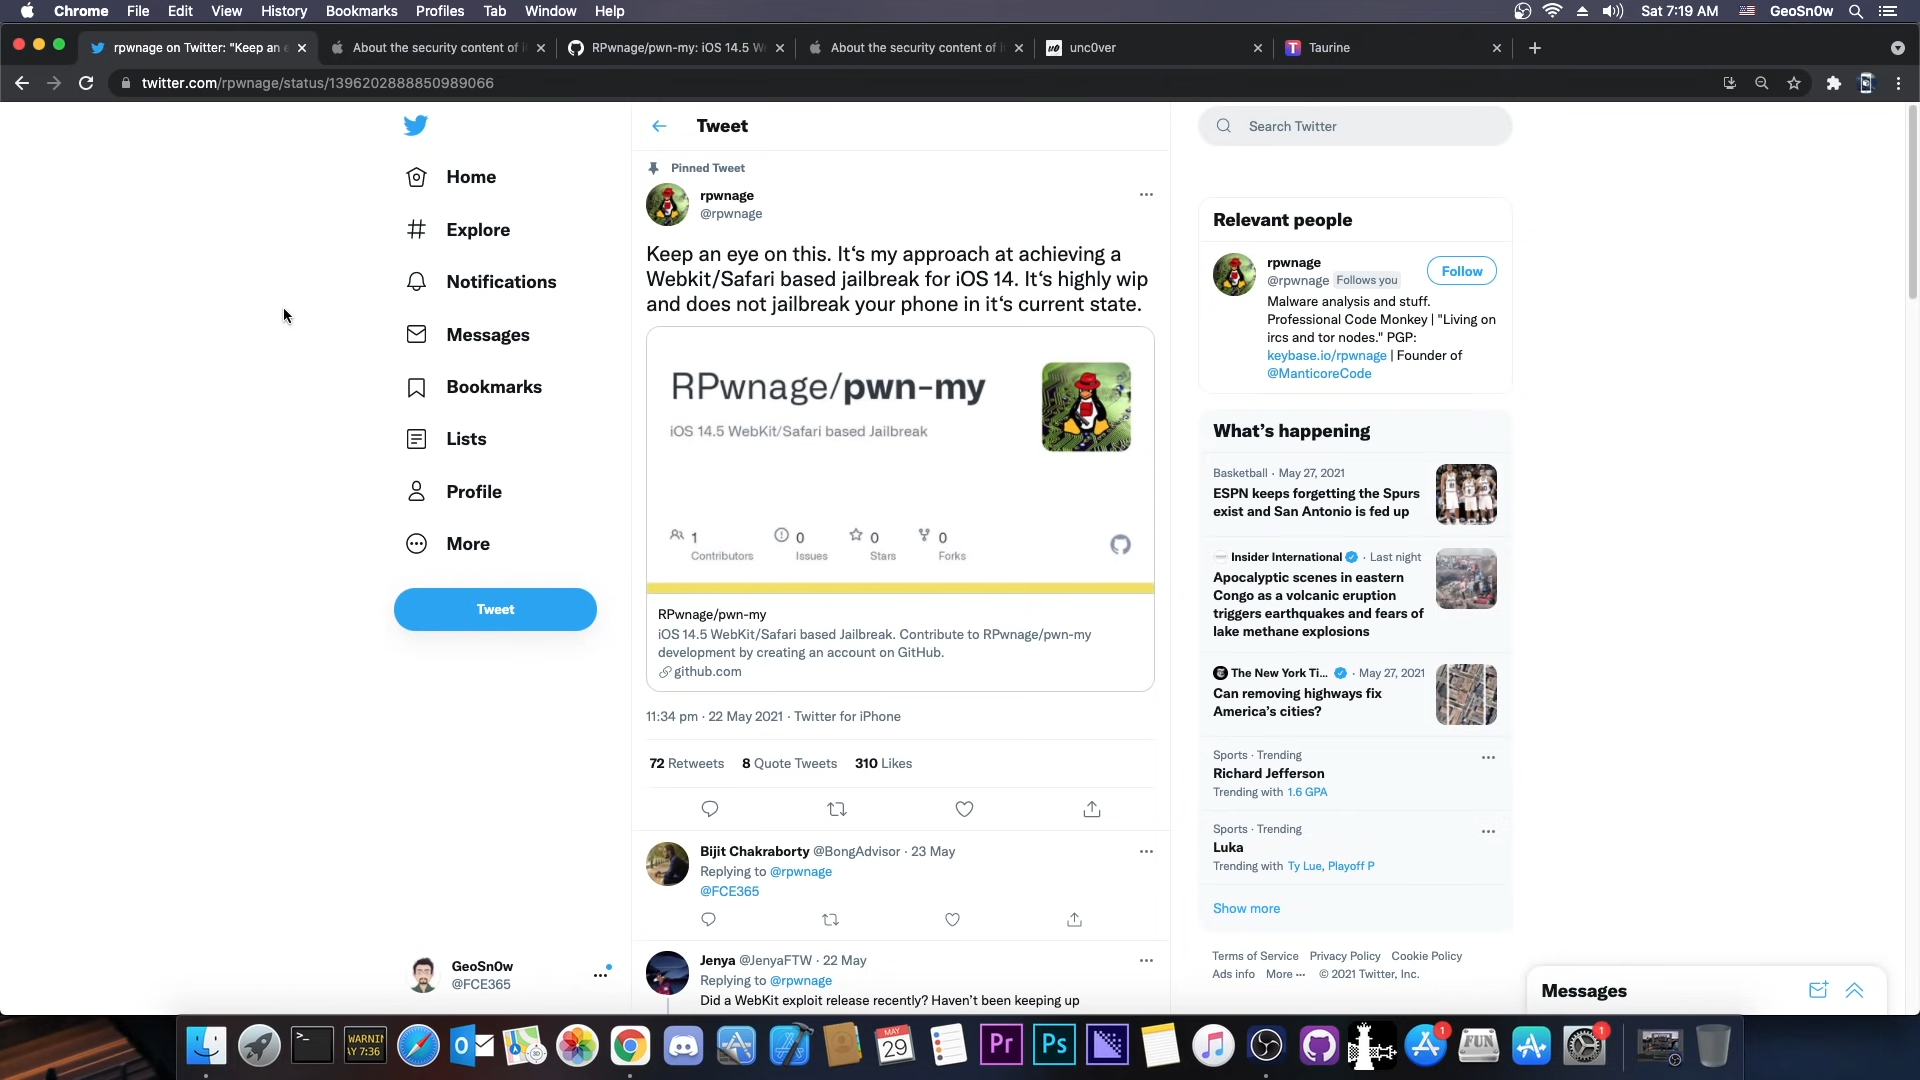 Chrome File Edit View History Bookmarks Profiles Tab Window Help Sat 7:19 AM GeoSn0w
rpwnage on Twitter: "Keep an e About the security content of i RPwnage/pwn-my: iOS 14.5 W About the security content of unc0ver Taurine
twitter.com/rpwnage/status/1396202888850989066
Home
Explore
Notifications
Messages
Bookmarks
Lists
Profile
More
Tweet
GeoSn0w
@FCE365
Tweet
Pinned Tweet
rpwnage
@rpwnage
Keep an eye on this. It‘s my approach at achieving a
Webkit/Safari based jailbreak for iOS 14. It‘s highly wip
and does not jailbreak your phone in it‘s current state.
RPwnage/pwn-my
iOS 14.5 WebKit/Safari based Jailbreak
1 0 0 0
Contributors Issues Stars Forks
RPwnage/pwn-my
iOS 14.5 WebKit/Safari based Jailbreak. Contribute to RPwnage/pwn-my
development by creating an account on GitHub.
github.com
11:34 pm · 22 May 2021 · Twitter for iPhone
72 Retweets 8 Quote Tweets 310 Likes
Bijit Chakraborty @BongAdvisor · 23 May
Replying to @rpwnage
@FCE365
Jenya @JenyaFTW · 22 May
Replying to @rpwnage
Did a WebKit exploit release recently? Haven’t been keeping up
Search Twitter
Relevant people
rpwnage
@rpwnage Follows you
Follow
Malware analysis and stuff.
Professional Code Monkey | "Living on
ircs and tor nodes." PGP:
keybase.io/rpwnage | Founder of
@ManticoreCode
What’s happening
Basketball · May 27, 2021
ESPN keeps forgetting the Spurs
exist and San Antonio is fed up
Insider International · Last night
Apocalyptic scenes in eastern
Congo as a volcanic eruption
triggers earthquakes and fears of
lake methane explosions
The New York Ti... · May 27, 2021
Can removing highways fix
America’s cities?
Sports · Trending
Richard Jefferson
Trending with 1.6 GPA
Sports · Trending
Luka
Trending with Ty Lue, Playoff P
Show more
Terms of Service Privacy Policy Cookie Policy
Ads info More ··· © 2021 Twitter, Inc.
Messages
WARNIN
AY 7:36
MAY
29
Pr
Ps
1
FUN
1